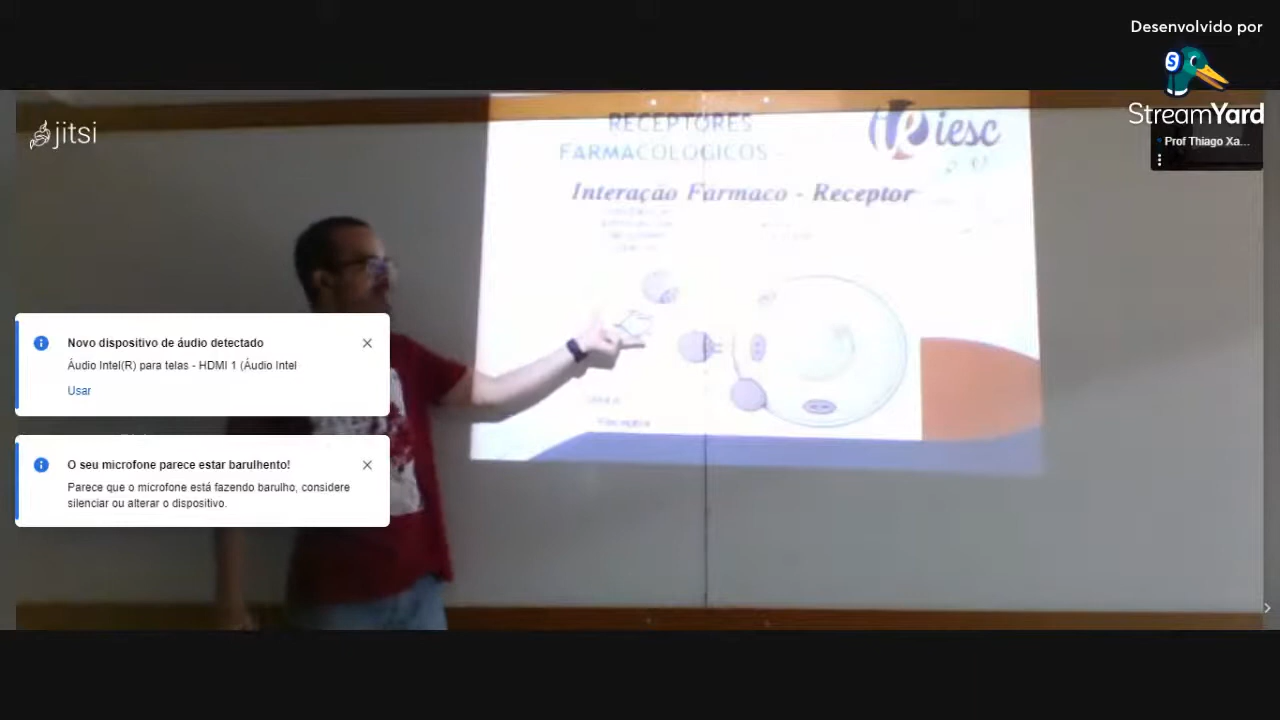 Desenvolvido por
StreamYard
jitsi
Prof Thiago Xa...
RECEPTORES
FARMACOLOGICOS -
iesc
Interação Farmaco - Receptor
Novo dispositivo de áudio detectado
Áudio Intel(R) para telas - HDMI 1 (Áudio Intel
Usar
O seu microfone parece estar barulhento!
Parece que o microfone está fazendo barulho, considere
silenciar ou alterar o dispositivo.